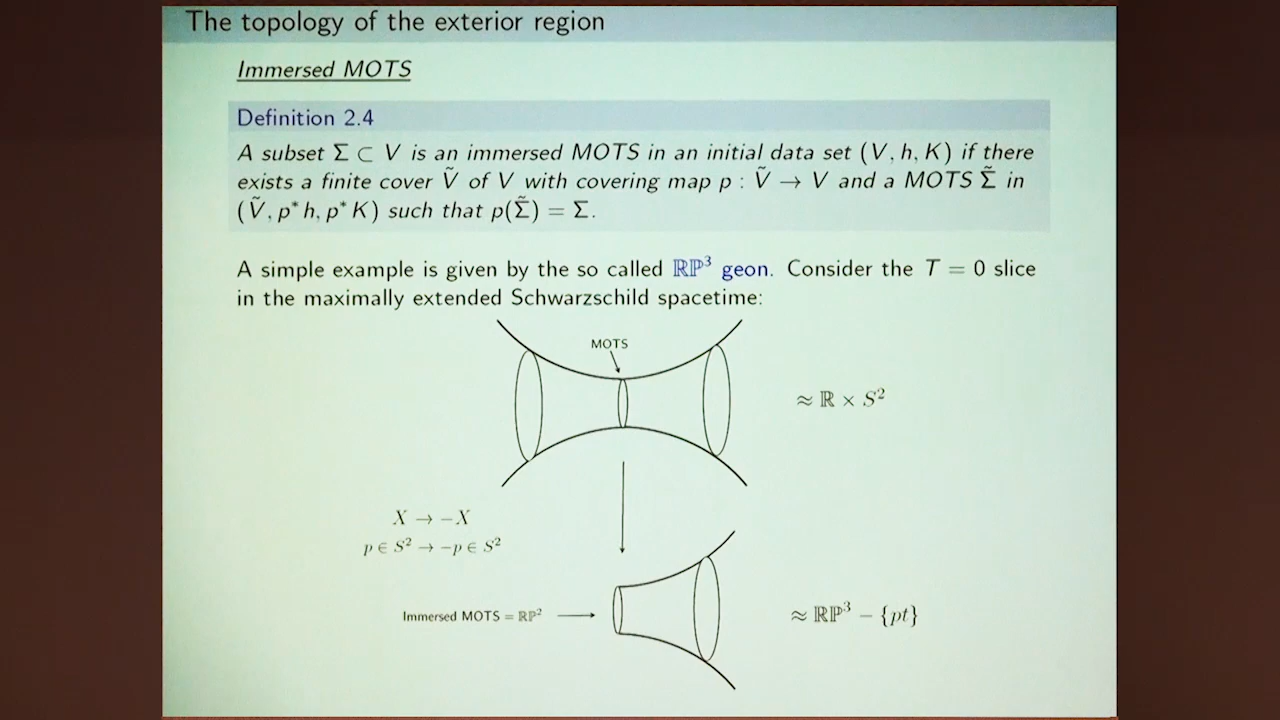 The topology of the exterior region
Immersed MOTS
Definition 2.4
A subset Σ ⊂ V is an immersed MOTS in an initial data set (V, h, K) if there
exists a finite cover Ṽ of V with covering map p : Ṽ → V and a MOTS Σ̃ in
(Ṽ, p*h, p*K) such that p(Σ̃) = Σ.
A simple example is given by the so called ℝℙ³ geon. Consider the T = 0 slice
in the maximally extended Schwarzschild spacetime:
MOTS
≈ ℝ × S²
X → −X
p ∈ S² → −p ∈ S²
Immersed MOTS = ℝℙ²
≈ ℝℙ³ − {pt}